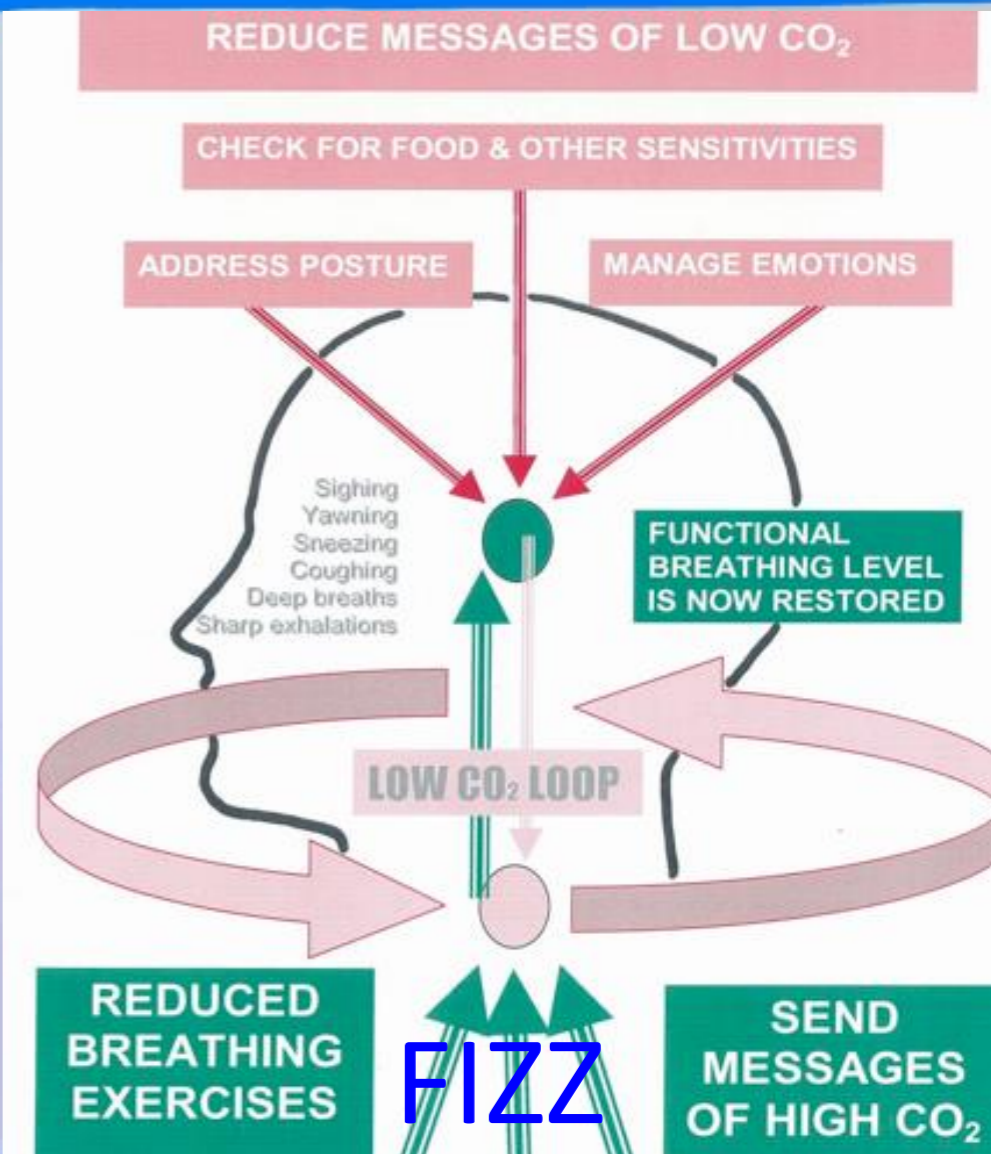 REDUCE MESSAGES OF LOW CO₂
CHECK FOR FOOD & OTHER SENSITIVITIES
ADDRESS POSTURE
MANAGE EMOTIONS
Sighing
Yawning
Sneezing
Coughing
Deep breaths
Sharp exhalations
FUNCTIONAL
BREATHING LEVEL
IS NOW RESTORED
LOW CO₂ LOOP
REDUCED
BREATHING
EXERCISES
FIZZ
SEND
MESSAGES
OF HIGH CO₂